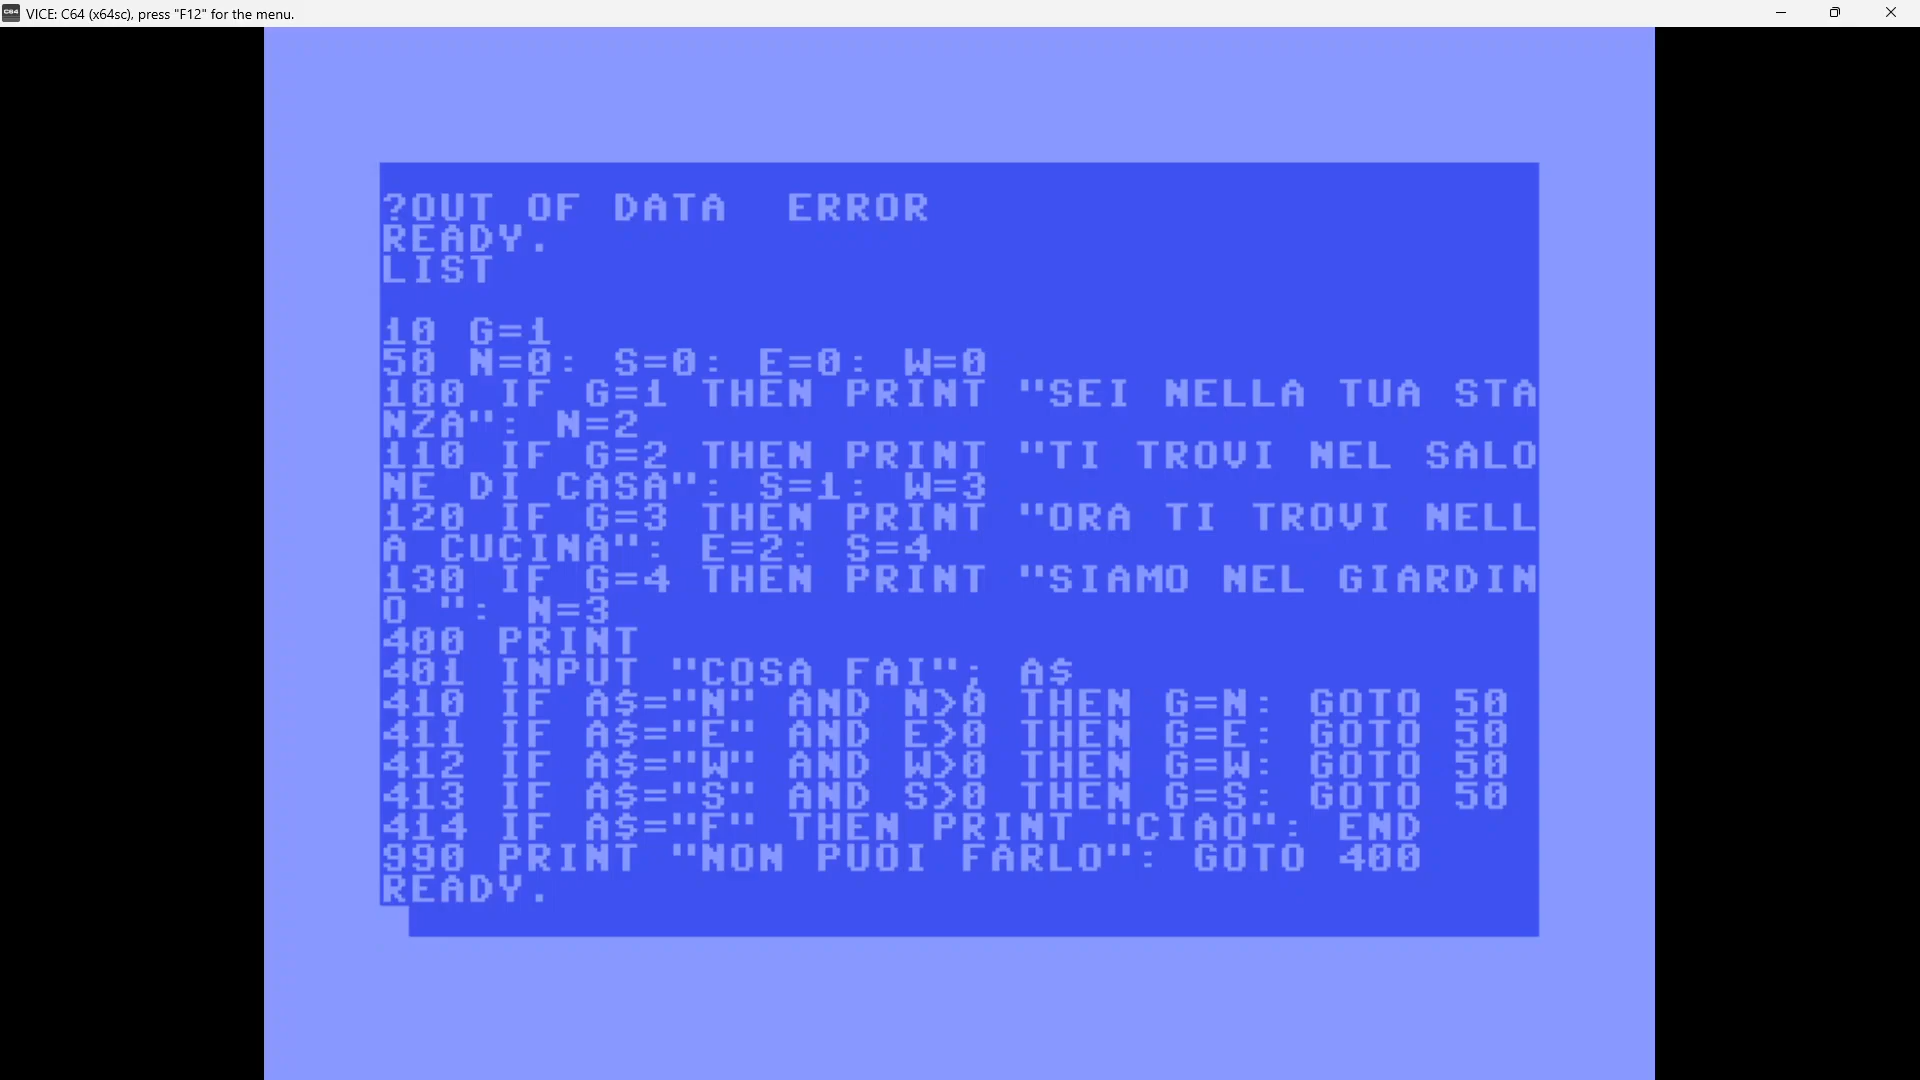 VICE: C64 (x64sc), press "F12" for the menu.
?OUT OF DATA  ERROR
READY.
LIST
10 G=1
50 N=0: S=0: E=0: W=0
100 IF G=1 THEN PRINT "SEI NELLA TUA STA
NZA": N=2
110 IF G=2 THEN PRINT "TI TROVI NEL SALO
NE DI CASA": S=1: W=3
120 IF G=3 THEN PRINT "ORA TI TROVI NELL
A CUCINA": E=2: S=4
130 IF G=4 THEN PRINT "SIAMO NEL GIARDIN
O ": N=3
400 PRINT
401 INPUT "COSA FAI"; A$
410 IF A$="N" AND N>0 THEN G=N: GOTO 50
411 IF A$="E" AND E>0 THEN G=E: GOTO 50
412 IF A$="W" AND W>0 THEN G=W: GOTO 50
413 IF A$="S" AND S>0 THEN G=S: GOTO 50
414 IF A$="F" THEN PRINT "CIAO": END
990 PRINT "NON PUOI FARLO": GOTO 400
READY.